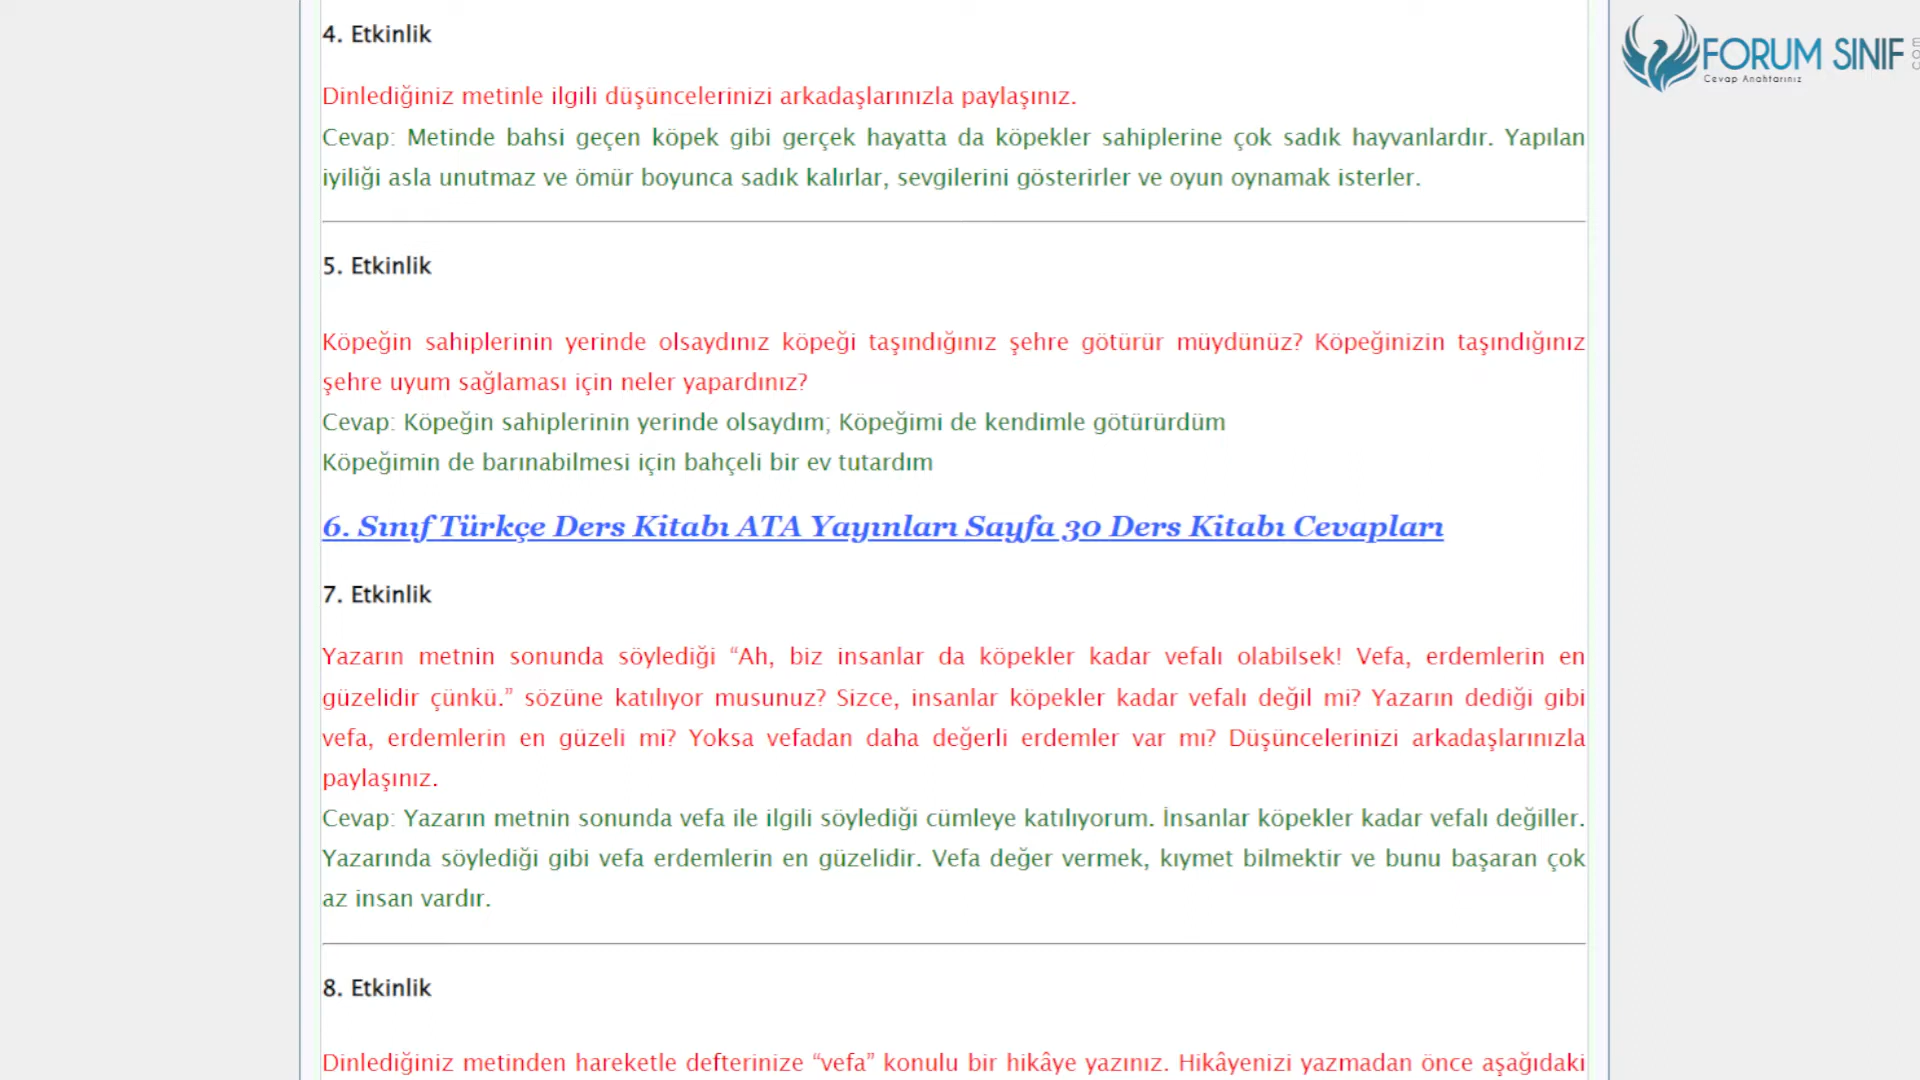 4. Etkinlik
FORUM SINIF
COM
Cevap Anahtarınız
Dinlediğiniz metinle ilgili düşüncelerinizi arkadaşlarınızla paylaşınız.
Cevap: Metinde bahsi geçen köpek gibi gerçek hayatta da köpekler sahiplerine çok sadık hayvanlardır. Yapılan
iyiliği asla unutmaz ve ömür boyunca sadık kalırlar, sevgilerini gösterirler ve oyun oynamak isterler.
5. Etkinlik
Köpeğin sahiplerinin yerinde olsaydınız köpeği taşındığınız şehre götürür müydünüz? Köpeğinizin taşındığınız
şehre uyum sağlaması için neler yapardınız?
Cevap: Köpeğin sahiplerinin yerinde olsaydım; Köpeğimi de kendimle götürürdüm
Köpeğimin de barınabilmesi için bahçeli bir ev tutardım
6. Sınıf Türkçe Ders Kitabı ATA Yayınları Sayfa 30 Ders Kitabı Cevapları
7. Etkinlik
Yazarın metnin sonunda söylediği “Ah, biz insanlar da köpekler kadar vefalı olabilsek! Vefa, erdemlerin en
güzelidir çünkü.” sözüne katılıyor musunuz? Sizce, insanlar köpekler kadar vefalı değil mi? Yazarın dediği gibi
vefa, erdemlerin en güzeli mi? Yoksa vefadan daha değerli erdemler var mı? Düşüncelerinizi arkadaşlarınızla
paylaşınız.
Cevap: Yazarın metnin sonunda vefa ile ilgili söylediği cümleye katılıyorum. İnsanlar köpekler kadar vefalı değiller.
Yazarında söylediği gibi vefa erdemlerin en güzelidir. Vefa değer vermek, kıymet bilmektir ve bunu başaran çok
az insan vardır.
8. Etkinlik
Dinlediğiniz metinden hareketle defterinize “vefa” konulu bir hikâye yazınız. Hikâyenizi yazmadan önce aşağıdaki